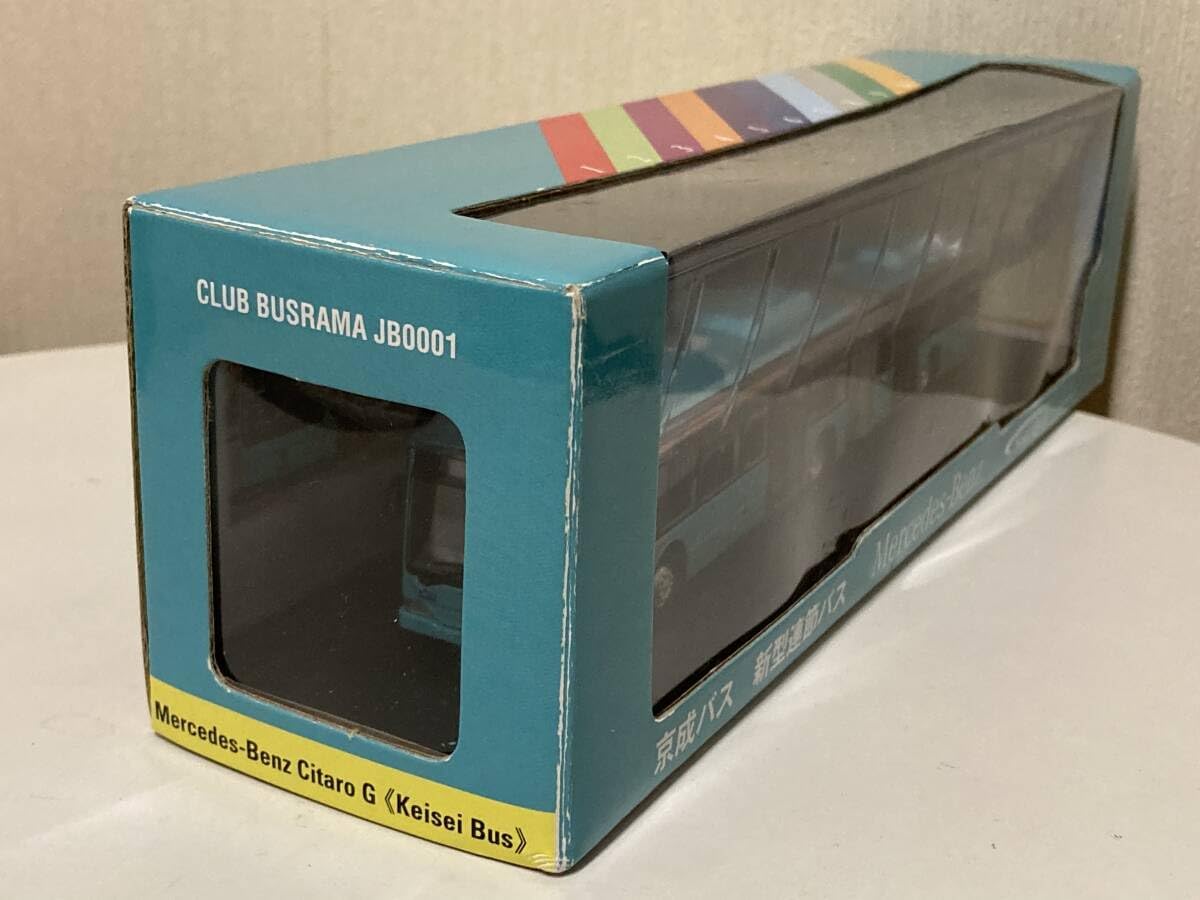 CLUB BUSRAMA JB0001
Mercedes-Benz Citaro G 《Keisei Bus》
京成バス 新型連節バス Mercedes-Benz